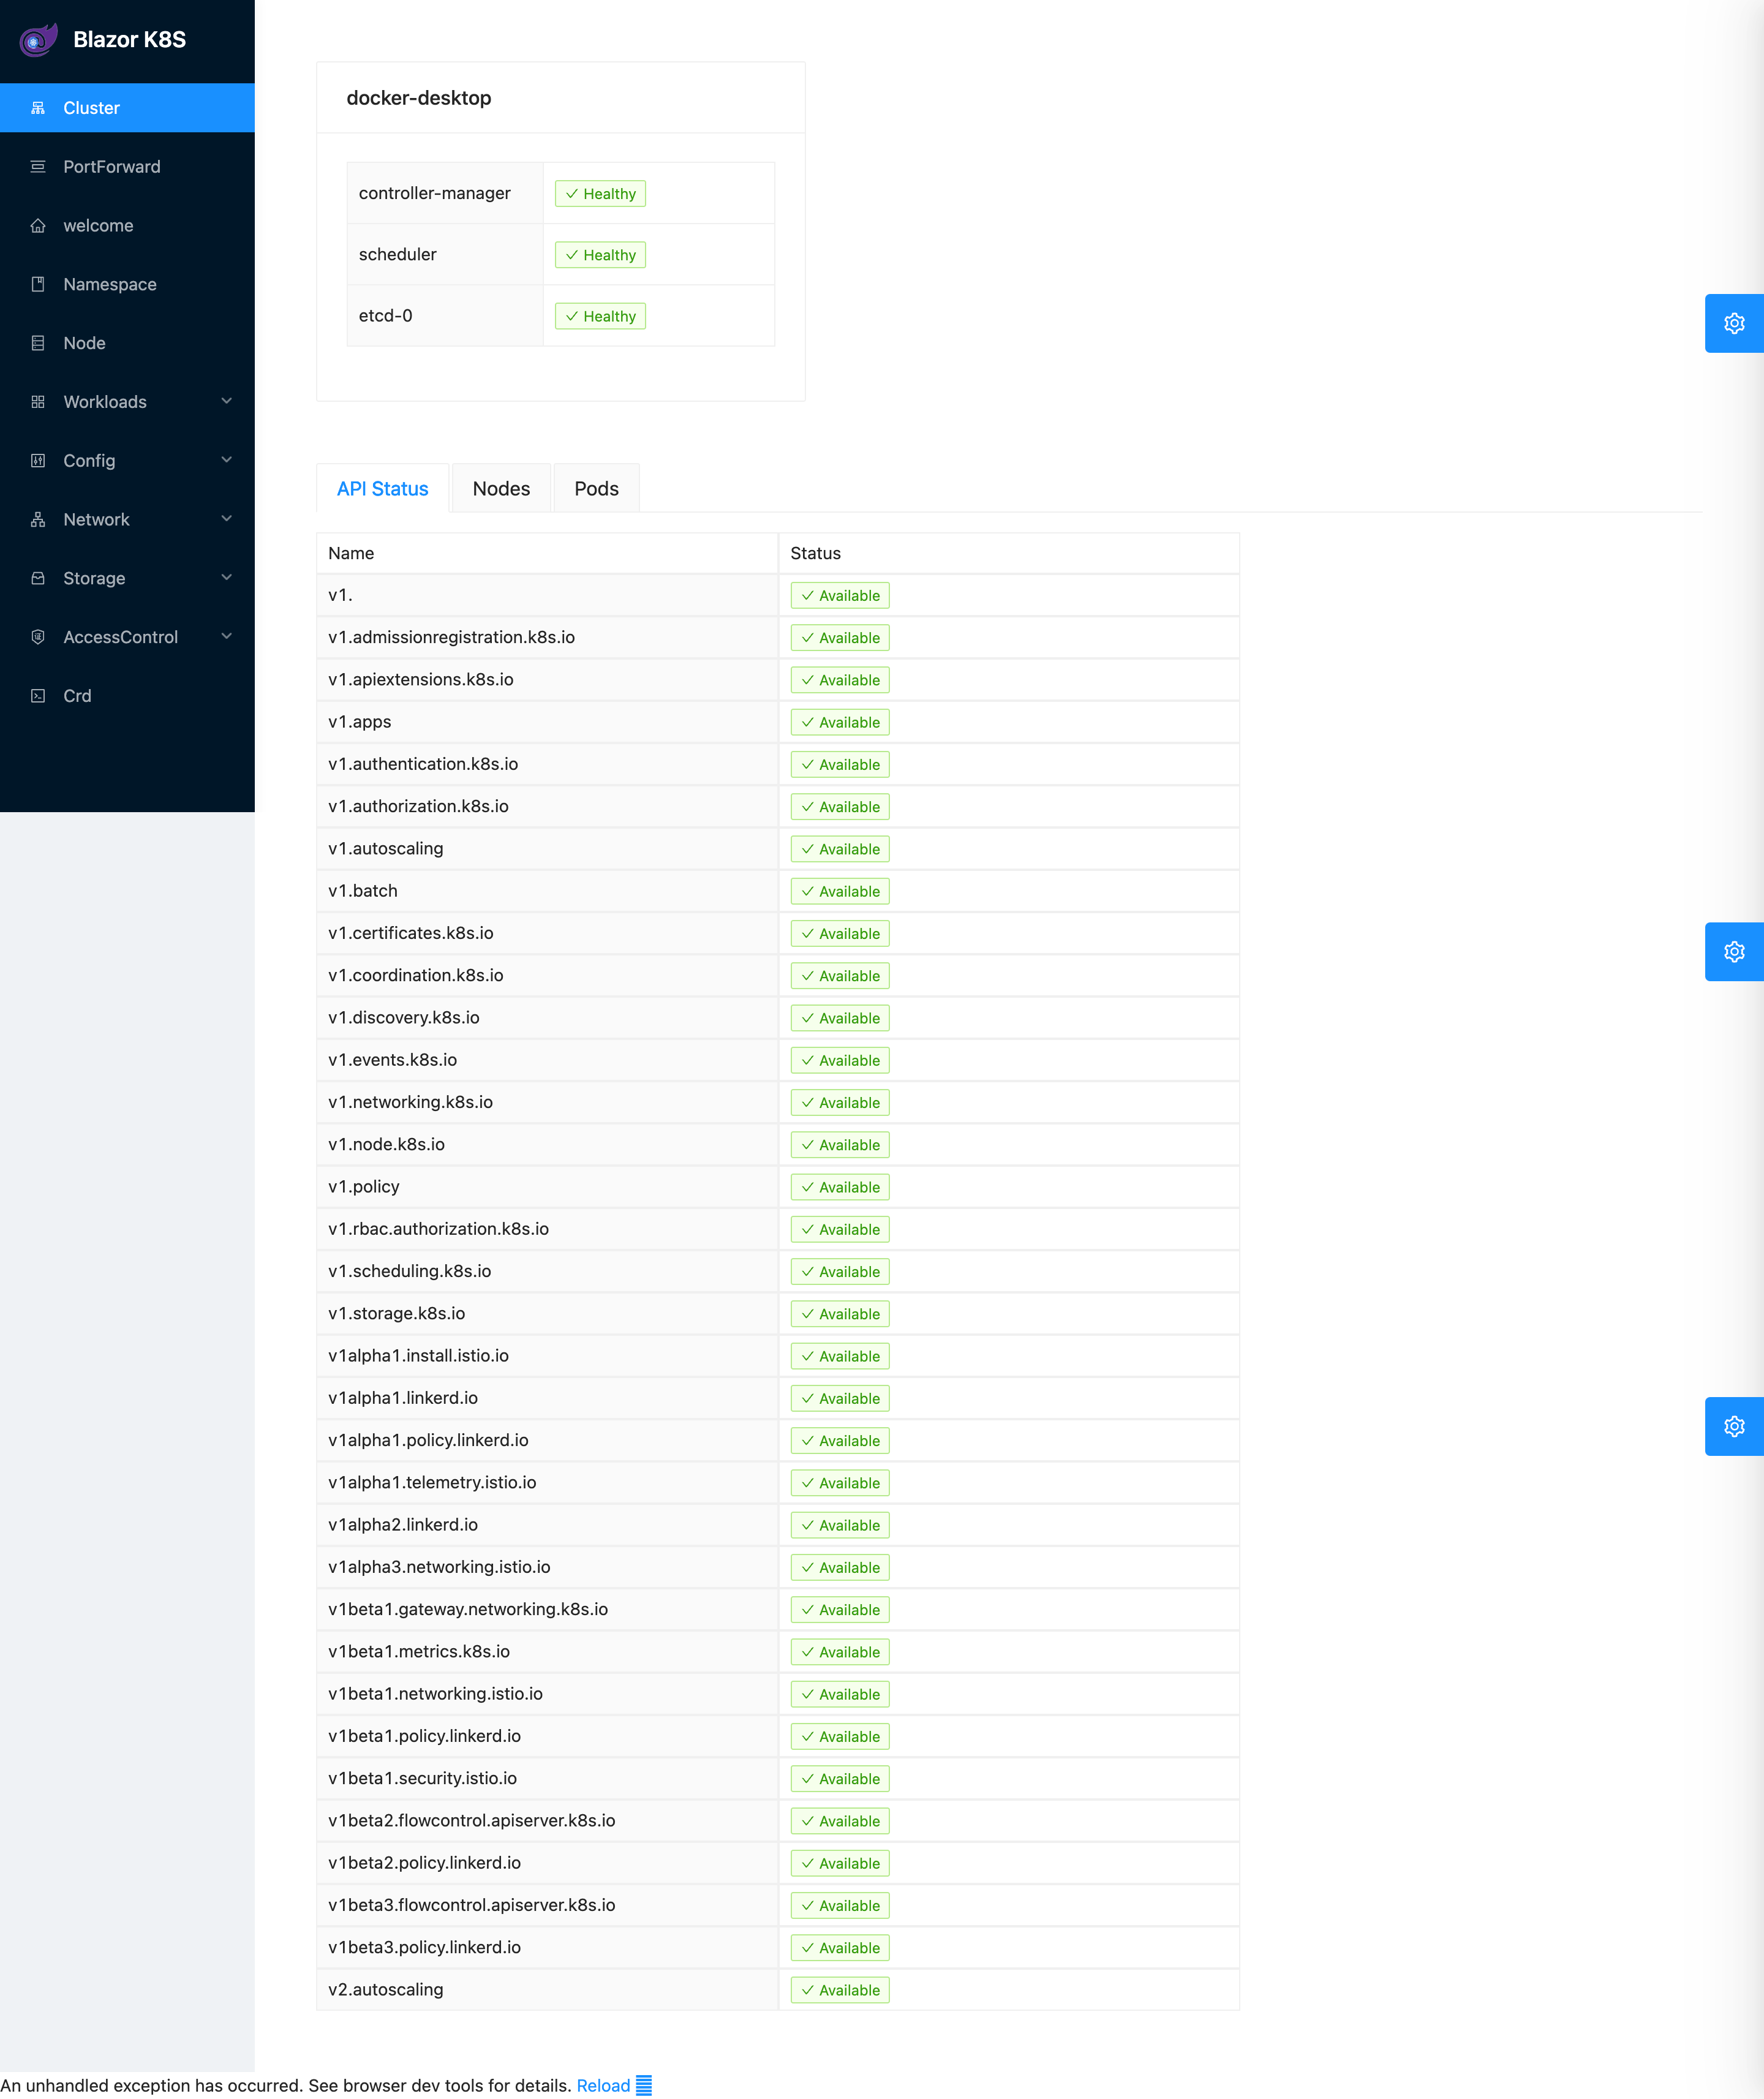 Blazor K8S
Cluster
PortForward
welcome
Namespace
Node
Workloads
Config
Network
Storage
AccessControl
Crd
docker-desktop
controller-manager Healthy
scheduler Healthy
etcd-0 Healthy
API Status Nodes Pods
Name Status
v1. Available
v1.admissionregistration.k8s.io Available
v1.apiextensions.k8s.io Available
v1.apps Available
v1.authentication.k8s.io Available
v1.authorization.k8s.io Available
v1.autoscaling Available
v1.batch Available
v1.certificates.k8s.io Available
v1.coordination.k8s.io Available
v1.discovery.k8s.io Available
v1.events.k8s.io Available
v1.networking.k8s.io Available
v1.node.k8s.io Available
v1.policy Available
v1.rbac.authorization.k8s.io Available
v1.scheduling.k8s.io Available
v1.storage.k8s.io Available
v1alpha1.install.istio.io Available
v1alpha1.linkerd.io Available
v1alpha1.policy.linkerd.io Available
v1alpha1.telemetry.istio.io Available
v1alpha2.linkerd.io Available
v1alpha3.networking.istio.io Available
v1beta1.gateway.networking.k8s.io Available
v1beta1.metrics.k8s.io Available
v1beta1.networking.istio.io Available
v1beta1.policy.linkerd.io Available
v1beta1.security.istio.io Available
v1beta2.flowcontrol.apiserver.k8s.io Available
v1beta2.policy.linkerd.io Available
v1beta3.flowcontrol.apiserver.k8s.io Available
v1beta3.policy.linkerd.io Available
v2.autoscaling Available
An unhandled exception has occurred. See browser dev tools for details. Reload